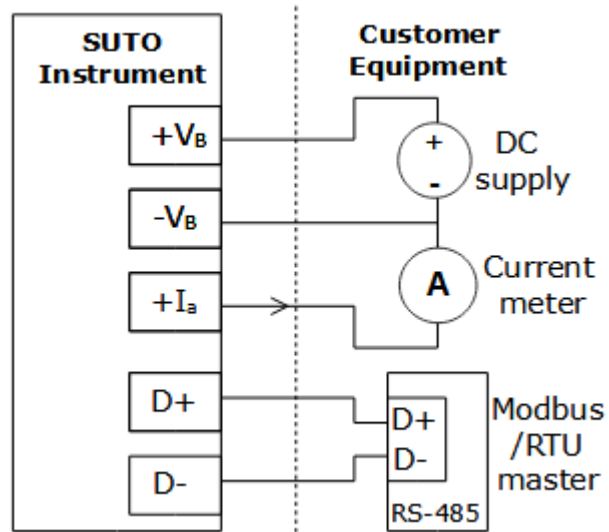 SUTO
Instrument
Customer
Equipment
+VB
-VB
+Ia
D+
D-
+
-
DC
supply
A
Current
meter
D+
D-
RS-485
Modbus
/RTU
master